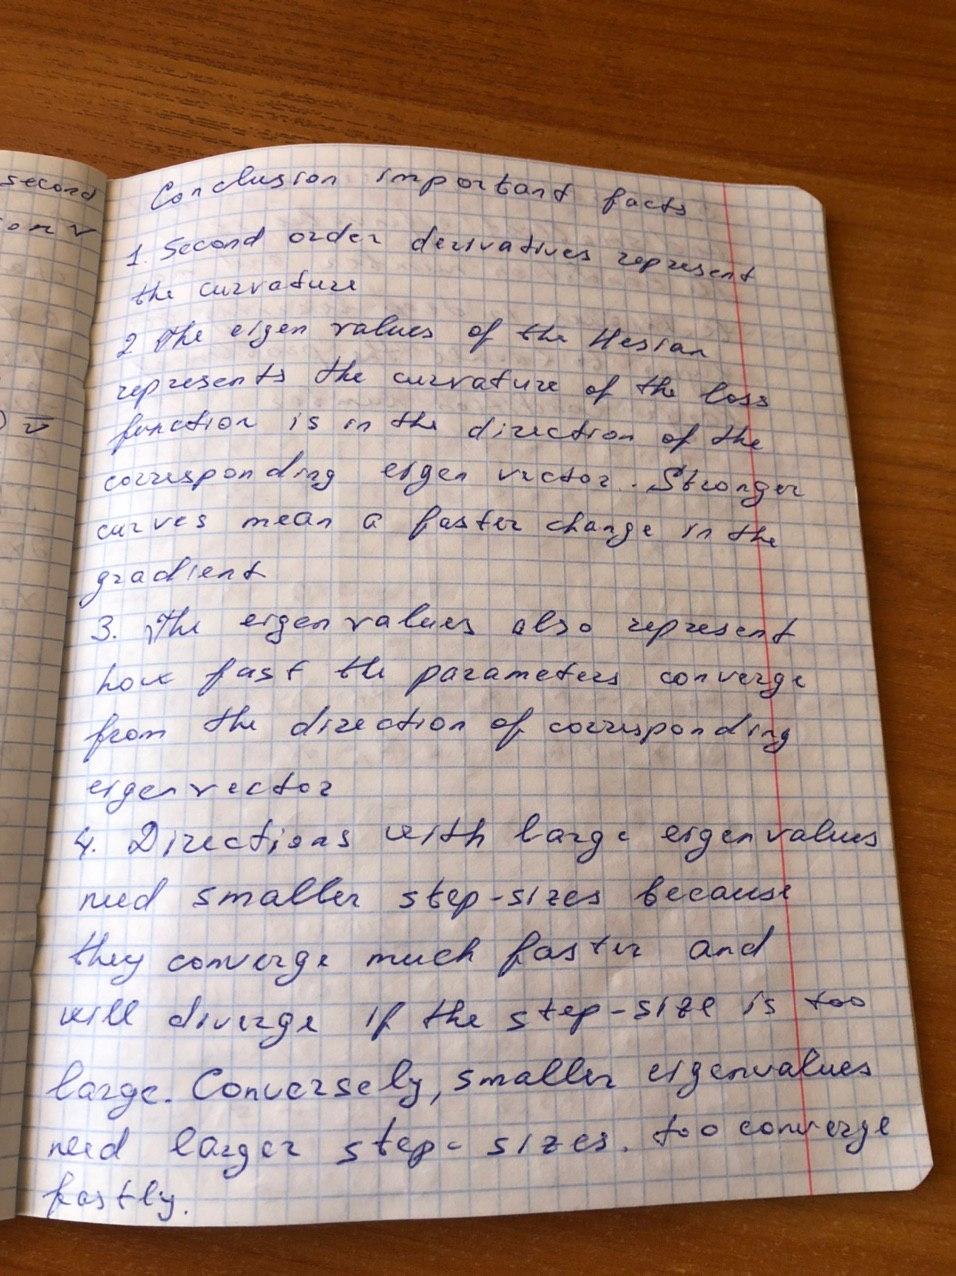 second
Conclusion important facts
1. Second order derivatives represent
the curvature
2 The eigen values of the Hesian
represents the curvature of the loss
function is in the direction of the
corresponding eigen vector. Stronger
curves mean a faster change in the
gradient
3. The eigenvalues also represent
how fast the parameters converge
from the direction of corresponding
eigenvector
4. Directions with large eigenvalues
need smaller step-sizes because
they converge much faster and
will diverge if the step-size is too
large. Conversely, smaller eigenvalues
need larger step-sizes. too converge
fastly.